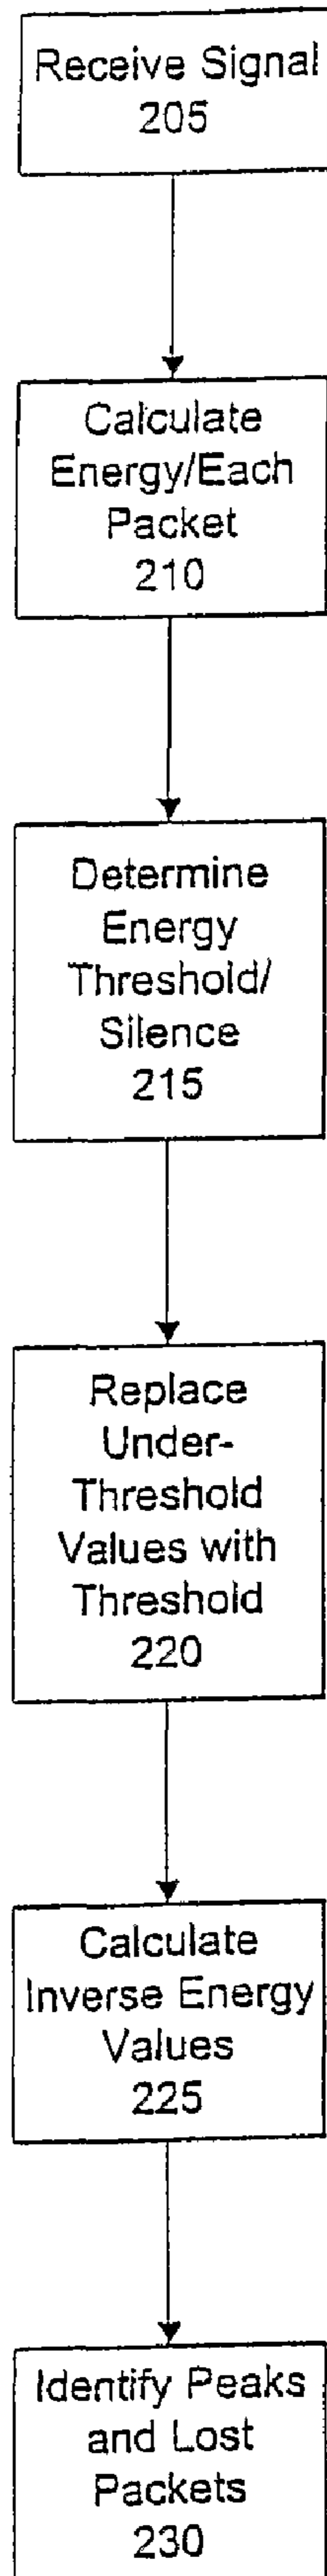 Receive Signal
205
Calculate
Energy/Each
Packet
210
Determine
Energy
Threshold/
Silence
215
Replace
Under-
Threshold
Values with
Threshold
220
Calculate
Inverse Energy
Values
225
Identify Peaks
and Lost
Packets
230